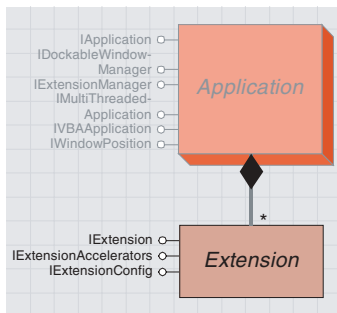 IApplication
IDockableWindow-
Manager
IExtensionManager
IMultiThreaded-
Application
IVBAApplication
IWindowPosition
Application
*
IExtension
IExtensionAccelerators
IExtensionConfig
Extension